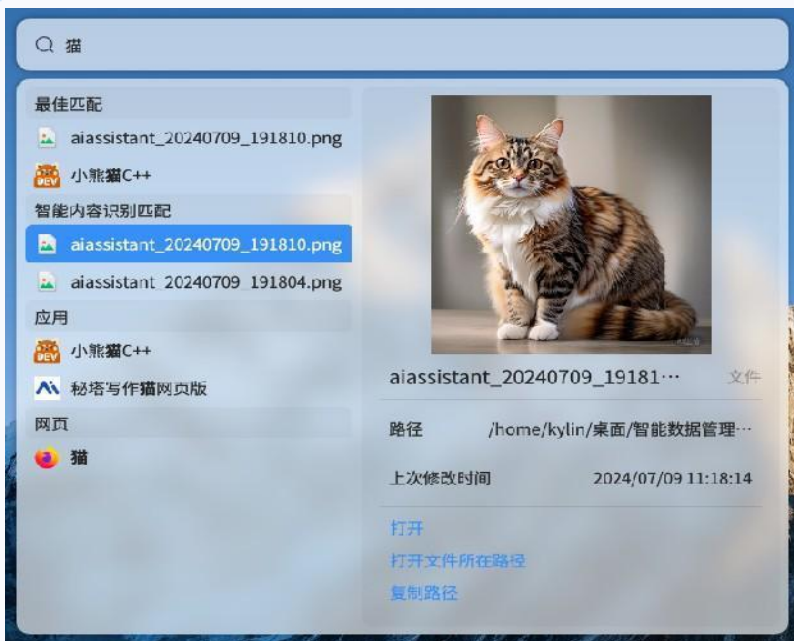 猫
最佳匹配
aiassistant_20240709_191810.png
小熊猫C++
智能内容识别匹配
aiassistant_20240709_191810.png
aiassistant_20240709_191804.png
应用
小熊猫C++
秘塔写作猫网页版
网页
猫
aiassistant_20240709_19181… 文件
路径 /home/kylin/桌面/智能数据管理…
上次修改时间 2024/07/09 11:18:14
打开
打开文件所在路径
复制路径
DEV
DEV